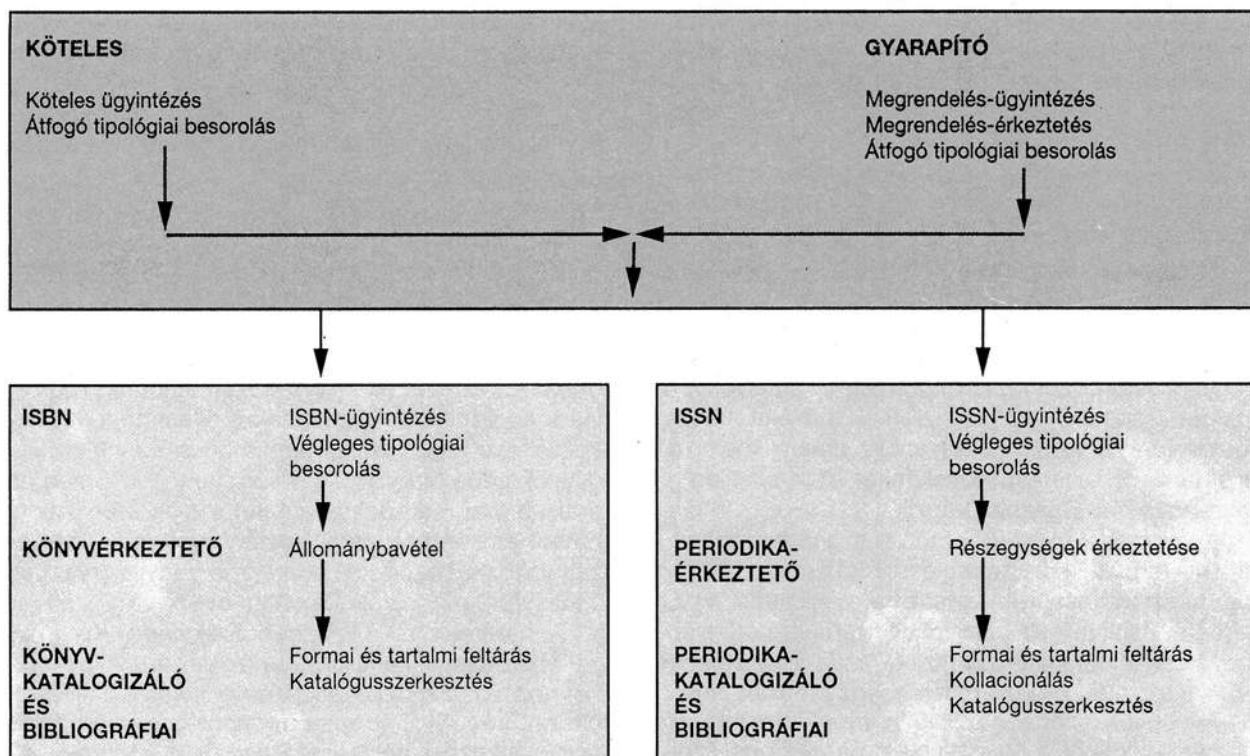 KÖTELES
Köteles ügyintézés
Átfogó tipológiai besorolás
GYARAPÍTÓ
Megrendelés-ügyintézés
Megrendelés-érkeztetés
Átfogó tipológiai besorolás
ISBN
ISBN-ügyintézés
Végleges tipológiai
besorolás
KÖNYVÉRKEZTETŐ
Állománybavétel
KÖNYV-
KATALOGIZÁLÓ
ÉS
BIBLIOGRÁFIAI
Formai és tartalmi feltárás
Katalógusszerkesztés
ISSN
ISSN-ügyintézés
Végleges tipológiai
besorolás
PERIODIKA-
ÉRKEZTETŐ
Részegységek érkeztetése
PERIODIKA-
KATALOGIZÁLÓ
ÉS
BIBLIOGRÁFIAI
Formai és tartalmi feltárás
Kollacionálás
Katalógusszerkesztés